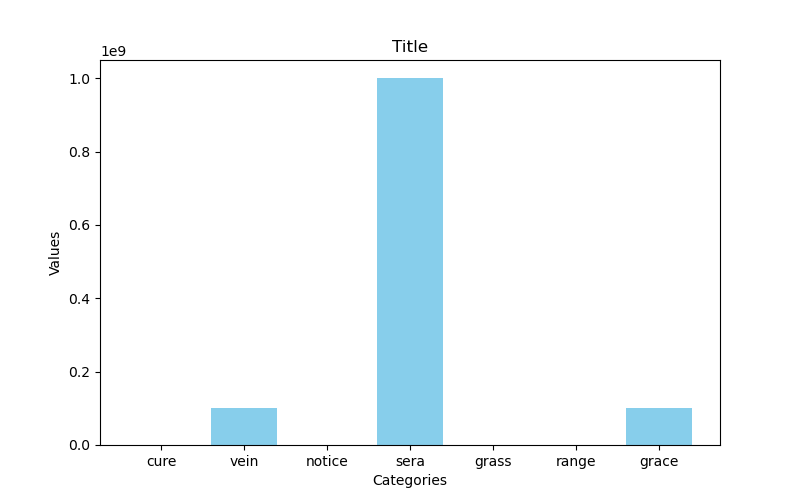 Title
1e9
1.0
0.8
0.6
0.4
0.2
0.0
Values
cure vein notice sera grass range grace
Categories